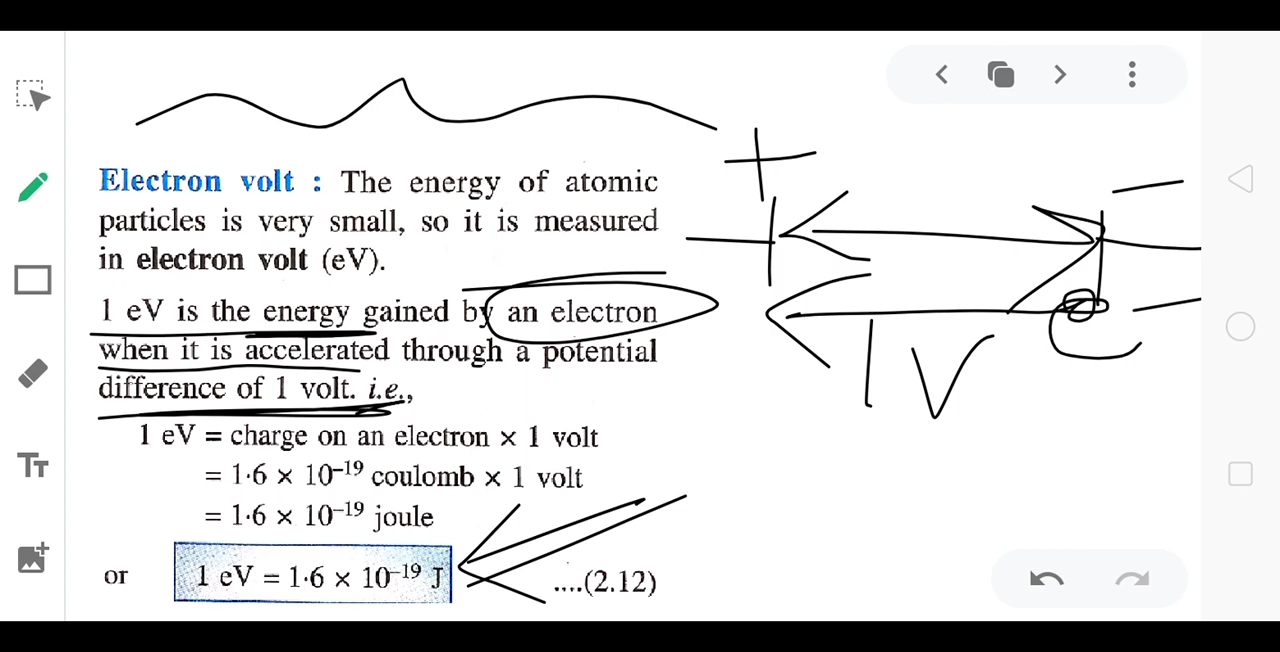 Electron volt : The energy of atomic
particles is very small, so it is measured
in electron volt (eV).
1 eV is the energy gained by an electron
when it is accelerated through a potential
difference of 1 volt. i.e.,
1 eV = charge on an electron × 1 volt
= 1·6 × 10⁻¹⁹ coulomb × 1 volt
= 1·6 × 10⁻¹⁹ joule
or 1 eV = 1·6 × 10⁻¹⁹ J ....(2.12)
+ −
e −
1 V
TT